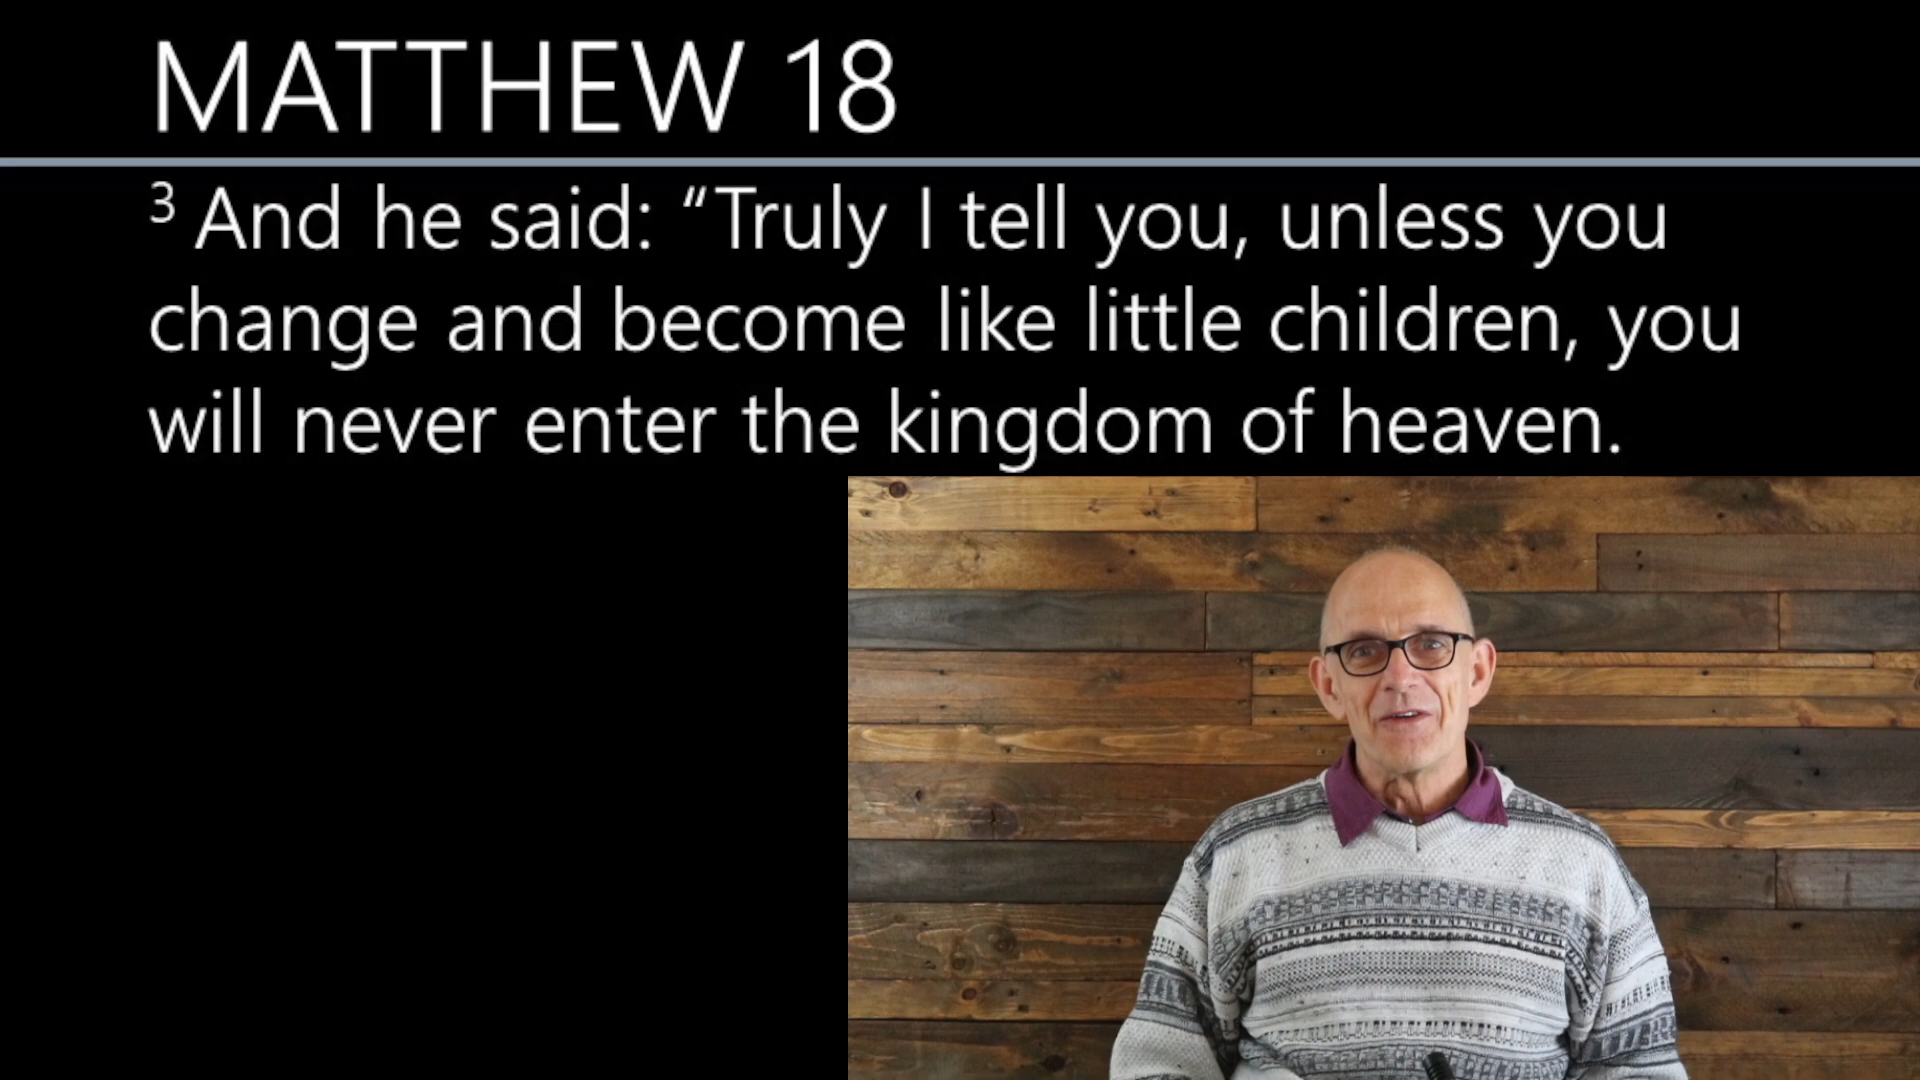 MATTHEW 18
3 And he said: “Truly I tell you, unless you
change and become like little children, you
will never enter the kingdom of heaven.